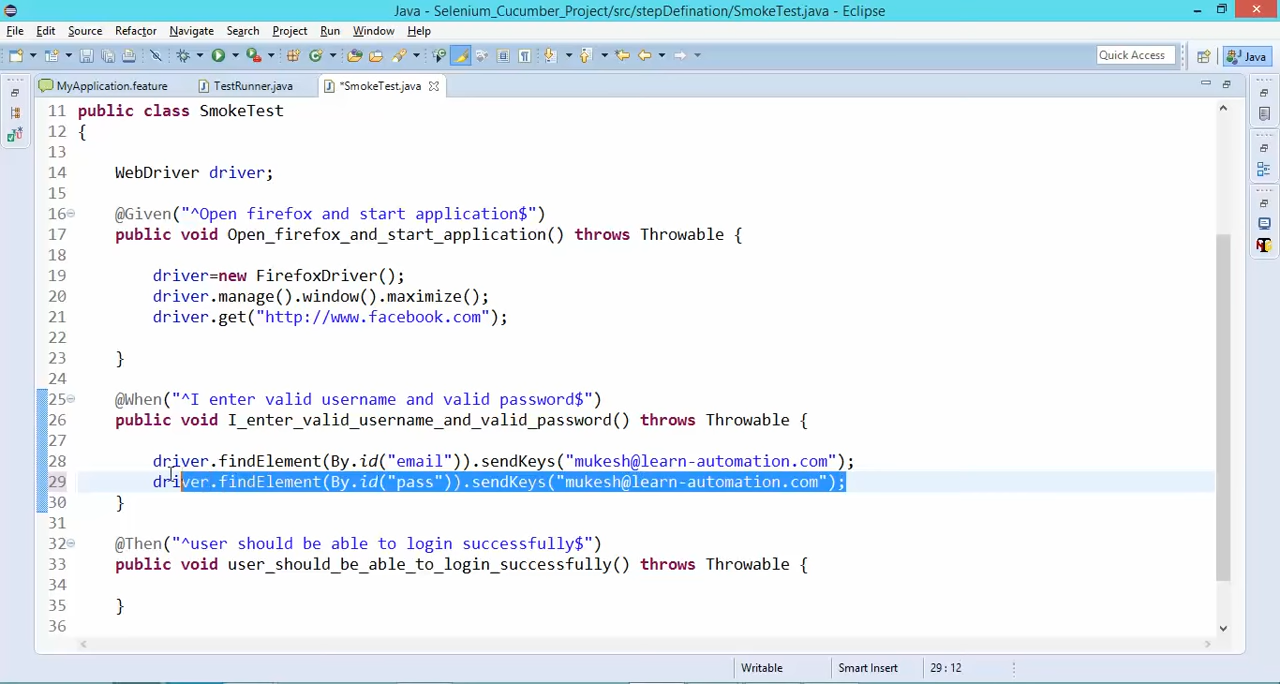 Java - Selenium_Cucumber_Project/src/stepDefination/SmokeTest.java - Eclipse
File Edit Source Refactor Navigate Search Project Run Window Help
Quick Access Java
MyApplication.feature TestRunner.java *SmokeTest.java
11 public class SmokeTest
12 {
13
14 WebDriver driver;
15
16 @Given("^Open firefox and start application$")
17 public void Open_firefox_and_start_application() throws Throwable {
18
19 driver=new FirefoxDriver();
20 driver.manage().window().maximize();
21 driver.get("http://www.facebook.com");
22
23 }
24
25 @When("^I enter valid username and valid password$")
26 public void I_enter_valid_username_and_valid_password() throws Throwable {
27
28 driver.findElement(By.id("email")).sendKeys("mukesh@learn-automation.com");
29 driver.findElement(By.id("pass")).sendKeys("mukesh@learn-automation.com");
30 }
31
32 @Then("^user should be able to login successfully$")
33 public void user_should_be_able_to_login_successfully() throws Throwable {
34
35 }
36
Writable Smart Insert 29 : 12